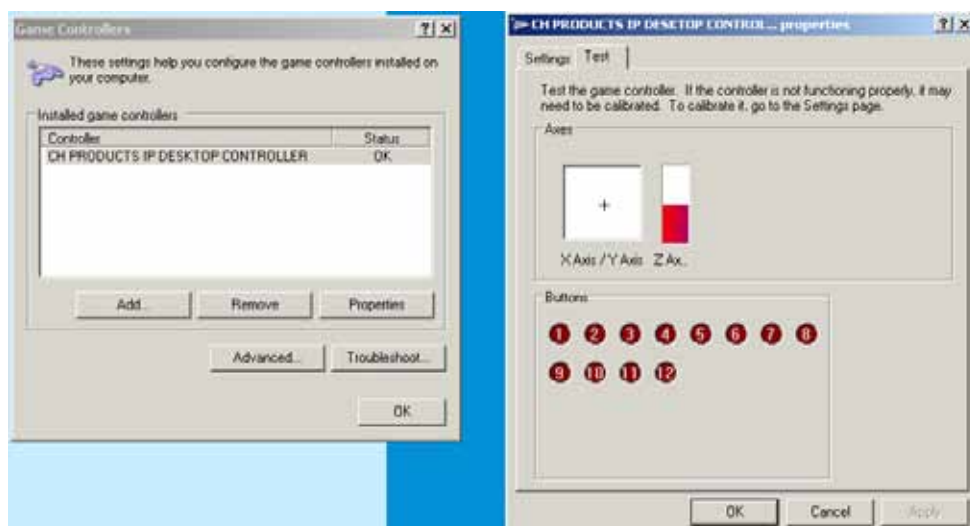 Game Controllers
These settings help you configure the game controllers installed on
your computer.
Installed game controllers
Controller Status
CH PRODUCTS IP DESKTOP CONTROLLER OK
Add...
Remove
Properties
Advanced...
Troubleshoot...
OK
CH PRODUCTS IP DESKTOP CONTROL... properties
Settings Test
Test the game controller. If the controller is not functioning properly, it may
need to be calibrated. To calibrate it, go to the Settings page.
Axes
X Axis / Y Axis Z Ax..
Buttons
1 2 3 4 5 6 7 8
9 10 11 12
OK Cancel Apply